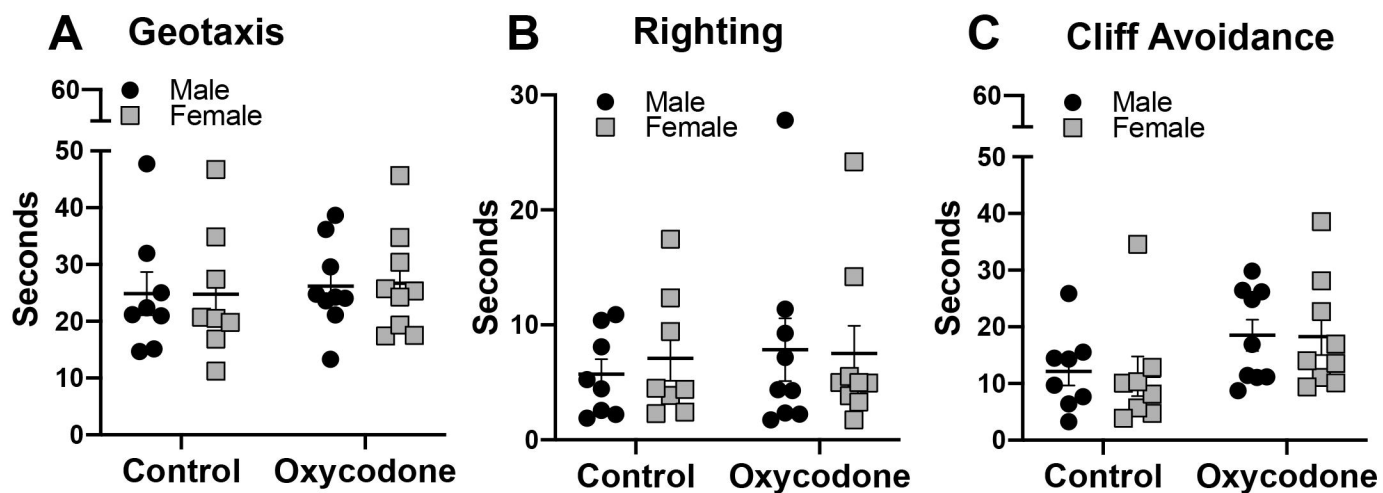 A Geotaxis
60
Male
Female
50
40
30
20
10
0
Seconds
Control
Oxycodone
B Righting
30
Male
Female
20
10
0
Seconds
Control
Oxycodone
C Cliff Avoidance
60
Male
Female
50
40
30
20
10
0
Seconds
Control
Oxycodone